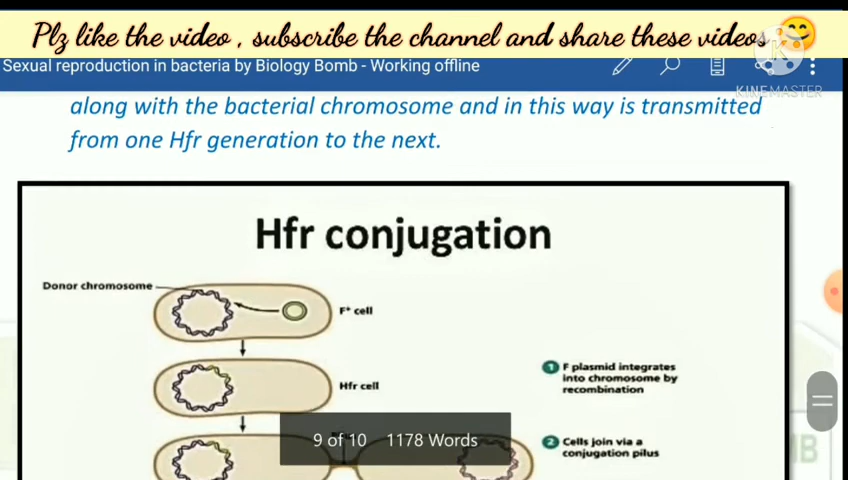 Plz like the video , subscribe the channel and share these videos 😊
Sexual reproduction in bacteria by Biology Bomb - Working offline
KINEMASTER
along with the bacterial chromosome and in this way is transmitted
from one Hfr generation to the next.
Hfr conjugation
Donor chromosome
F⁺ cell
Hfr cell
1 F plasmid integrates
into chromosome by
recombination
2 Cells join via a
conjugation pilus
9 of 10 1178 Words